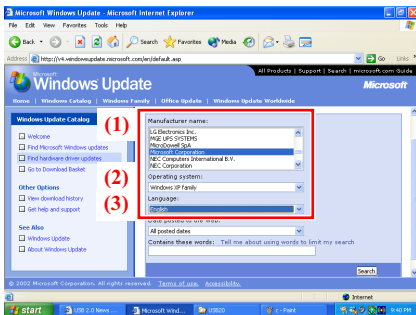 Microsoft Windows Update - Microsoft Internet Explorer
File Edit View Favorites Tools Help
Back Search Favorites Media
Address http://v4.windowsupdate.microsoft.com/en/default.asp Go Links
All Products | Support | Search | microsoft.com Guide
Microsoft
Windows Update
Microsoft
Home | Windows Catalog | Windows Family | Office Update | Windows Update Worldwide
Windows Update Catalog
Welcome
Find Microsoft Windows updates
Find hardware driver updates
Go to Download Basket
Other Options
View download history
Get help and support
See Also
Windows Update
About Windows Update
(1)
Manufacturer name:
LG Electronics Inc.
MGE UPS SYSTEMS
MicroDowell SpA
Microsoft Corporation
NEC Computers International B.V.
NEC Corporation
(2)
Operating system:
Windows XP family
(3)
Language:
English
Date posted to the Web:
All posted dates
Contains these words: Tell me about using words to limit my search
Search
© 2002 Microsoft Corporation. All rights reserved. Terms of use. Accessibility.
Internet
start
USB 2.0 News ...
Microsoft Wind...
USB20
c - Paint
9:40 PM